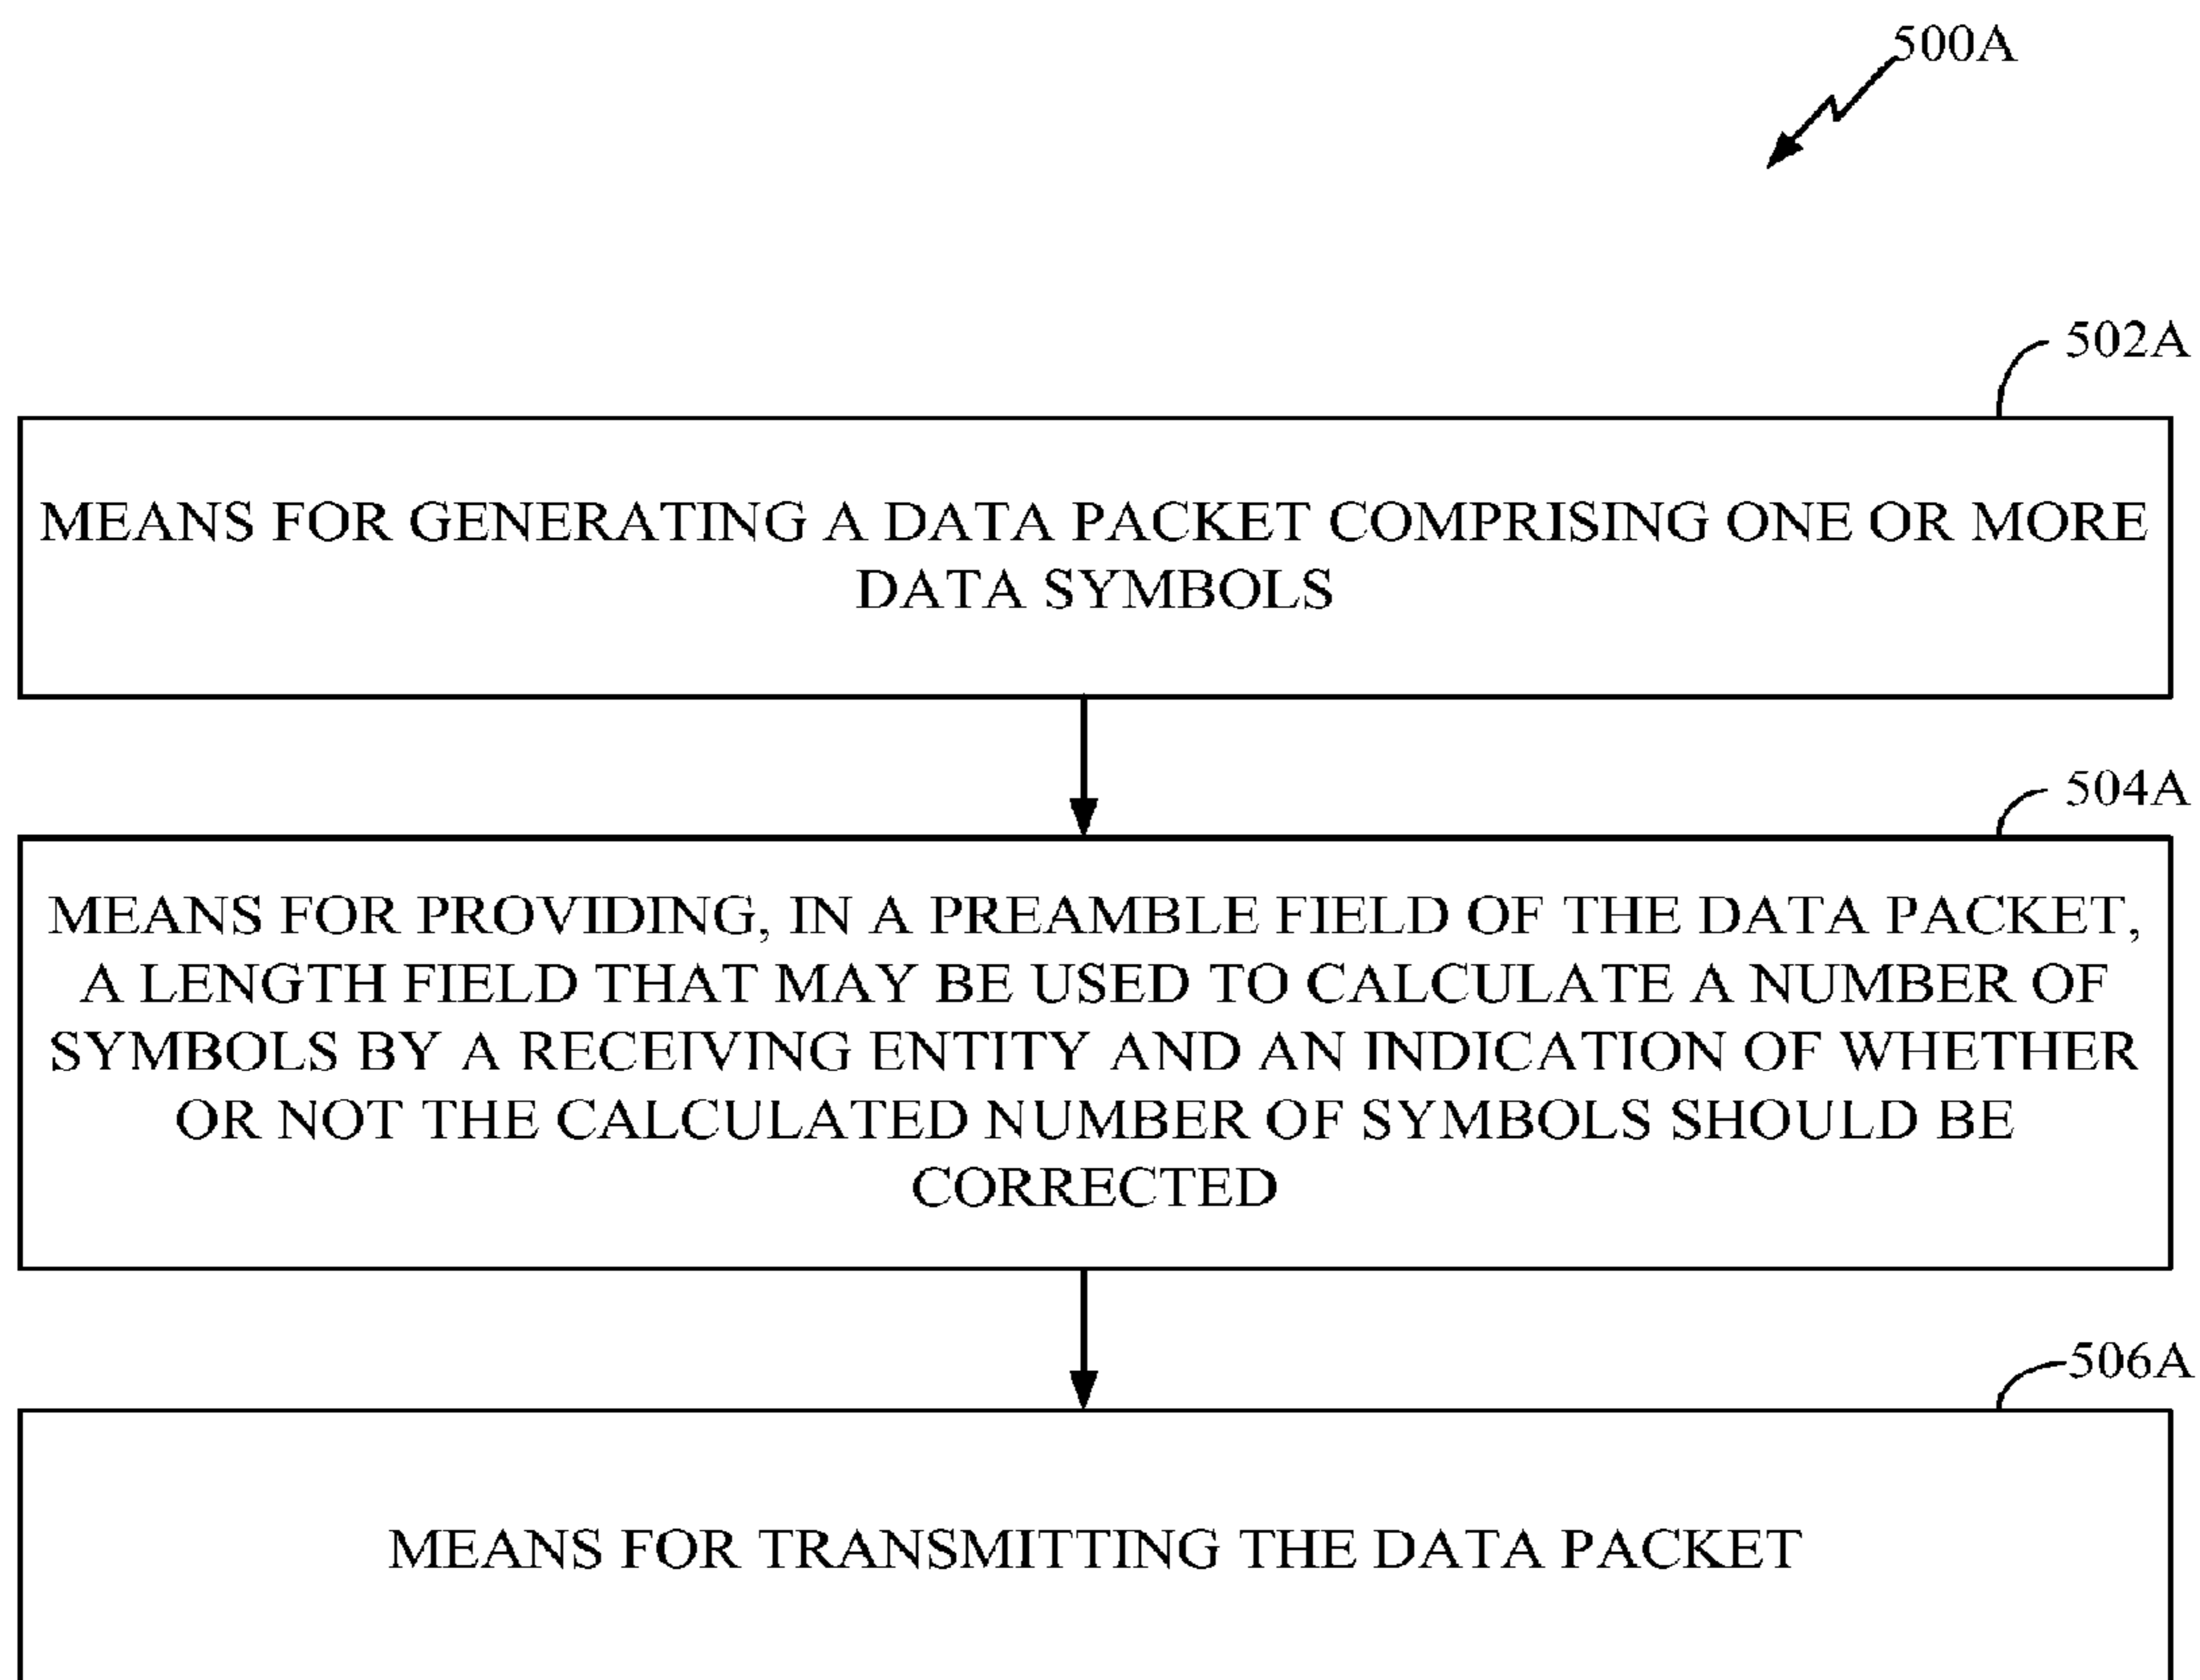 500A
502A
MEANS FOR GENERATING A DATA PACKET COMPRISING ONE OR MORE
DATA SYMBOLS
504A
MEANS FOR PROVIDING, IN A PREAMBLE FIELD OF THE DATA PACKET,
A LENGTH FIELD THAT MAY BE USED TO CALCULATE A NUMBER OF
SYMBOLS BY A RECEIVING ENTITY AND AN INDICATION OF WHETHER
OR NOT THE CALCULATED NUMBER OF SYMBOLS SHOULD BE
CORRECTED
506A
MEANS FOR TRANSMITTING THE DATA PACKET